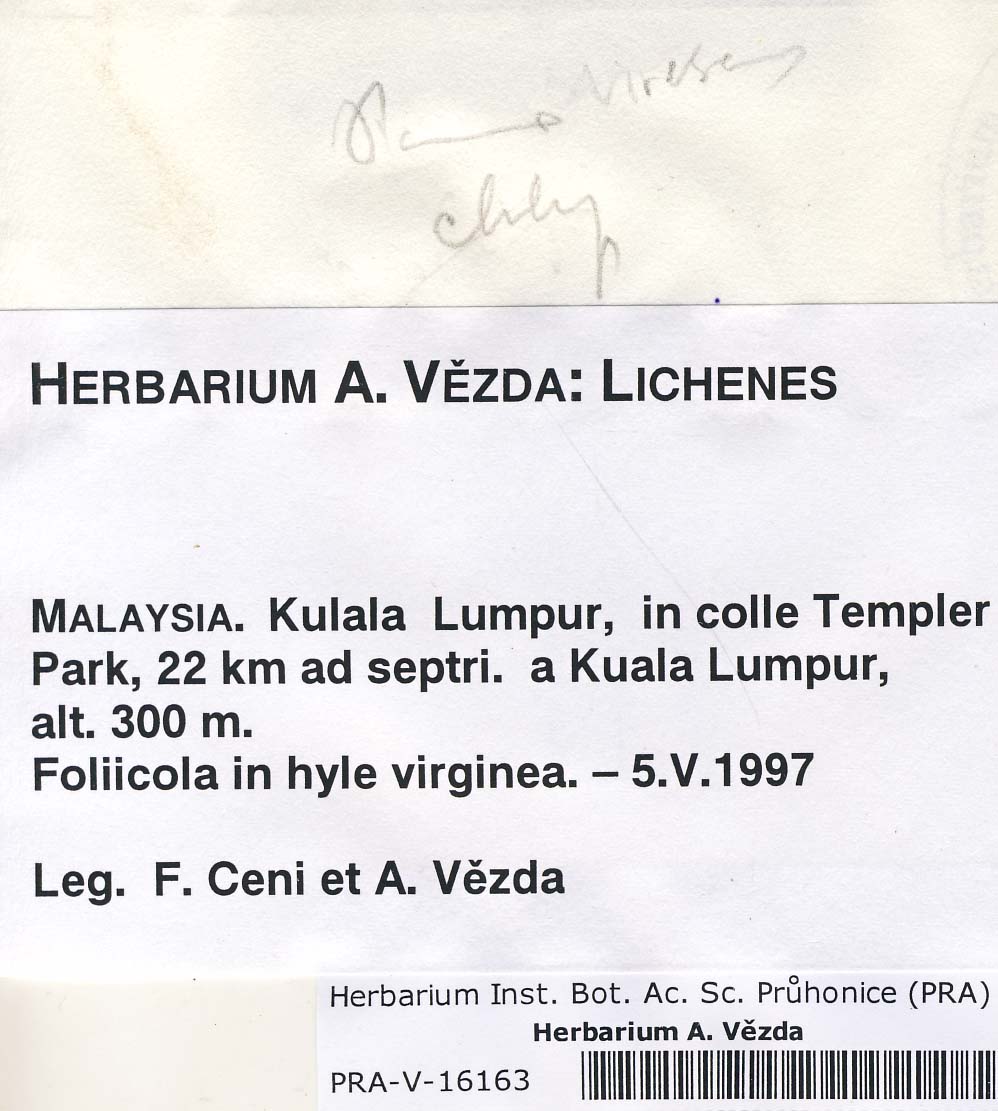 HERBARIUM A. VĚZDA: LICHENES
MALAYSIA. Kulala Lumpur, in colle Templer
Park, 22 km ad septri. a Kuala Lumpur,
alt. 300 m.
Foliicola in hyle virginea. – 5.V.1997
Leg. F. Ceni et A. Vězda
Herbarium Inst. Bot. Ac. Sc. Průhonice (PRA)
Herbarium A. Vězda
PRA-V-16163